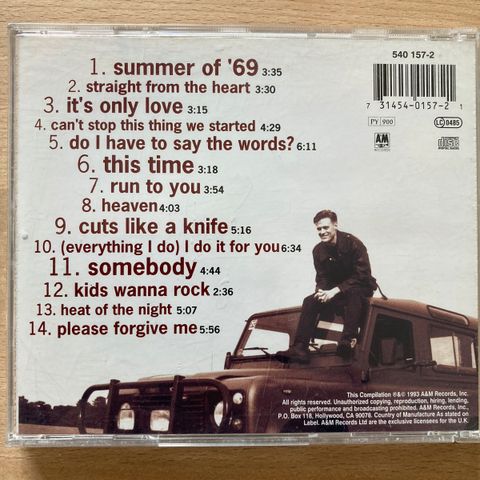 540 157-2
1. summer of '69 3:35
2. straight from the heart 3:30
3. it's only love 3:15
4. can't stop this thing we started 4:29
5. do I have to say the words? 6:11
6. this time 3:18
7. run to you 3:54
8. heaven 4:03
9. cuts like a knife 5:16
10. (everything I do) I do it for you 6:34
11. somebody 4:44
12. kids wanna rock 2:36
13. heat of the night 5:07
14. please forgive me 5:56
7 31454-0157-2 1
PY 900
A&M
RECORDS
LC 0485
This Compilation ℗&© 1993 A&M Records, Inc.
All rights reserved. Unauthorized copying, reproduction, hiring, lending,
public performance and broadcasting prohibited. A&M Records, Inc.,
P.O. Box 118, Hollywood, CA 90078. Country of Manufacture As stated on
Label. A&M Records Ltd are the exclusive licensees for the U.K